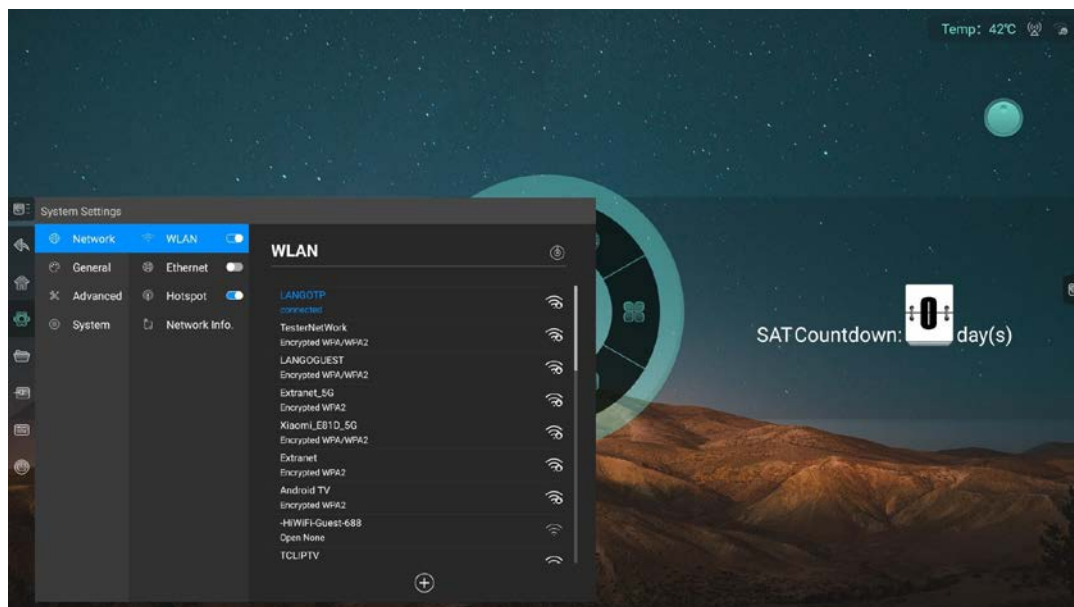 Temp: 42℃
System Settings
Network
WLAN
General
Ethernet
Advanced
Hotspot
System
Network Info.
WLAN
LANGOTP
connected
TesterNetWork
Encrypted WPA/WPA2
LANGOGUEST
Encrypted WPA/WPA2
Extranet_5G
Encrypted WPA2
Xiaomi_E81D_5G
Encrypted WPA/WPA2
Extranet
Encrypted WPA2
Android TV
Encrypted WPA2
-HiWiFi-Guest-688
Open None
TCLIPTV
SAT Countdown: 0 day(s)